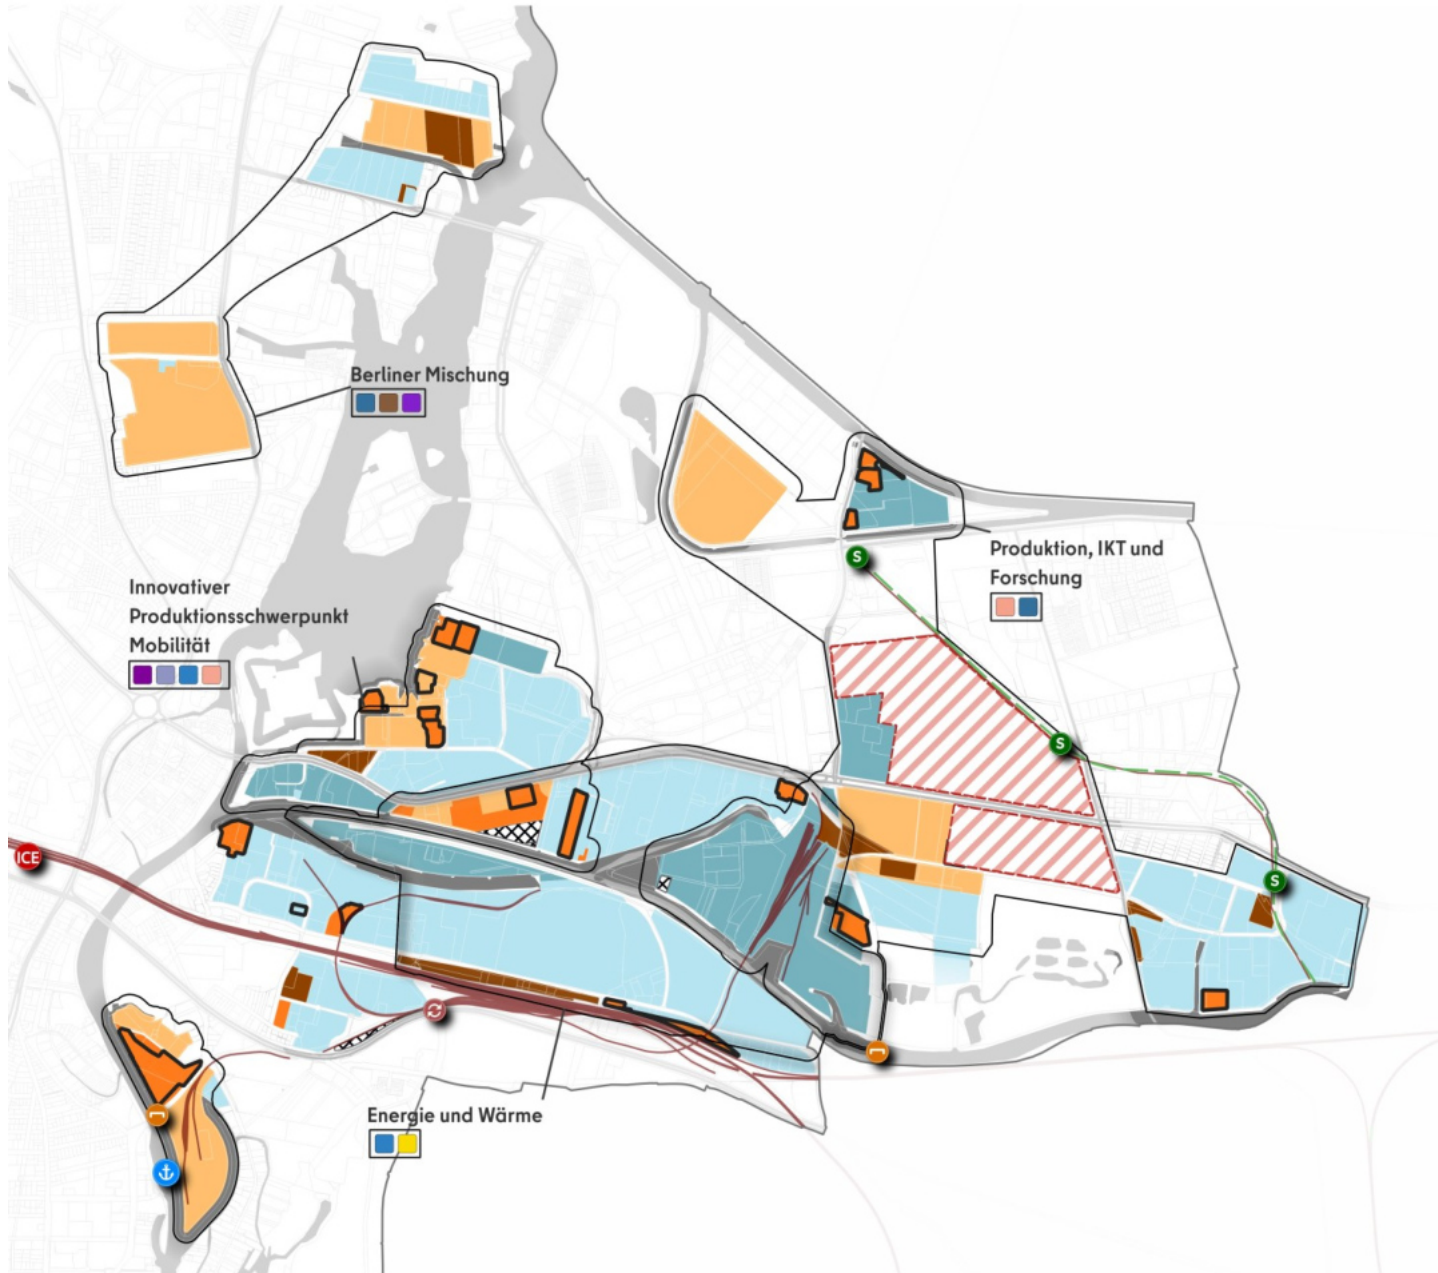 Berliner Mischung
Produktion, IKT und
Forschung
S
Innovativer
Produktionsschwerpunkt
Mobilität
S
ICE
S
Energie und Wärme